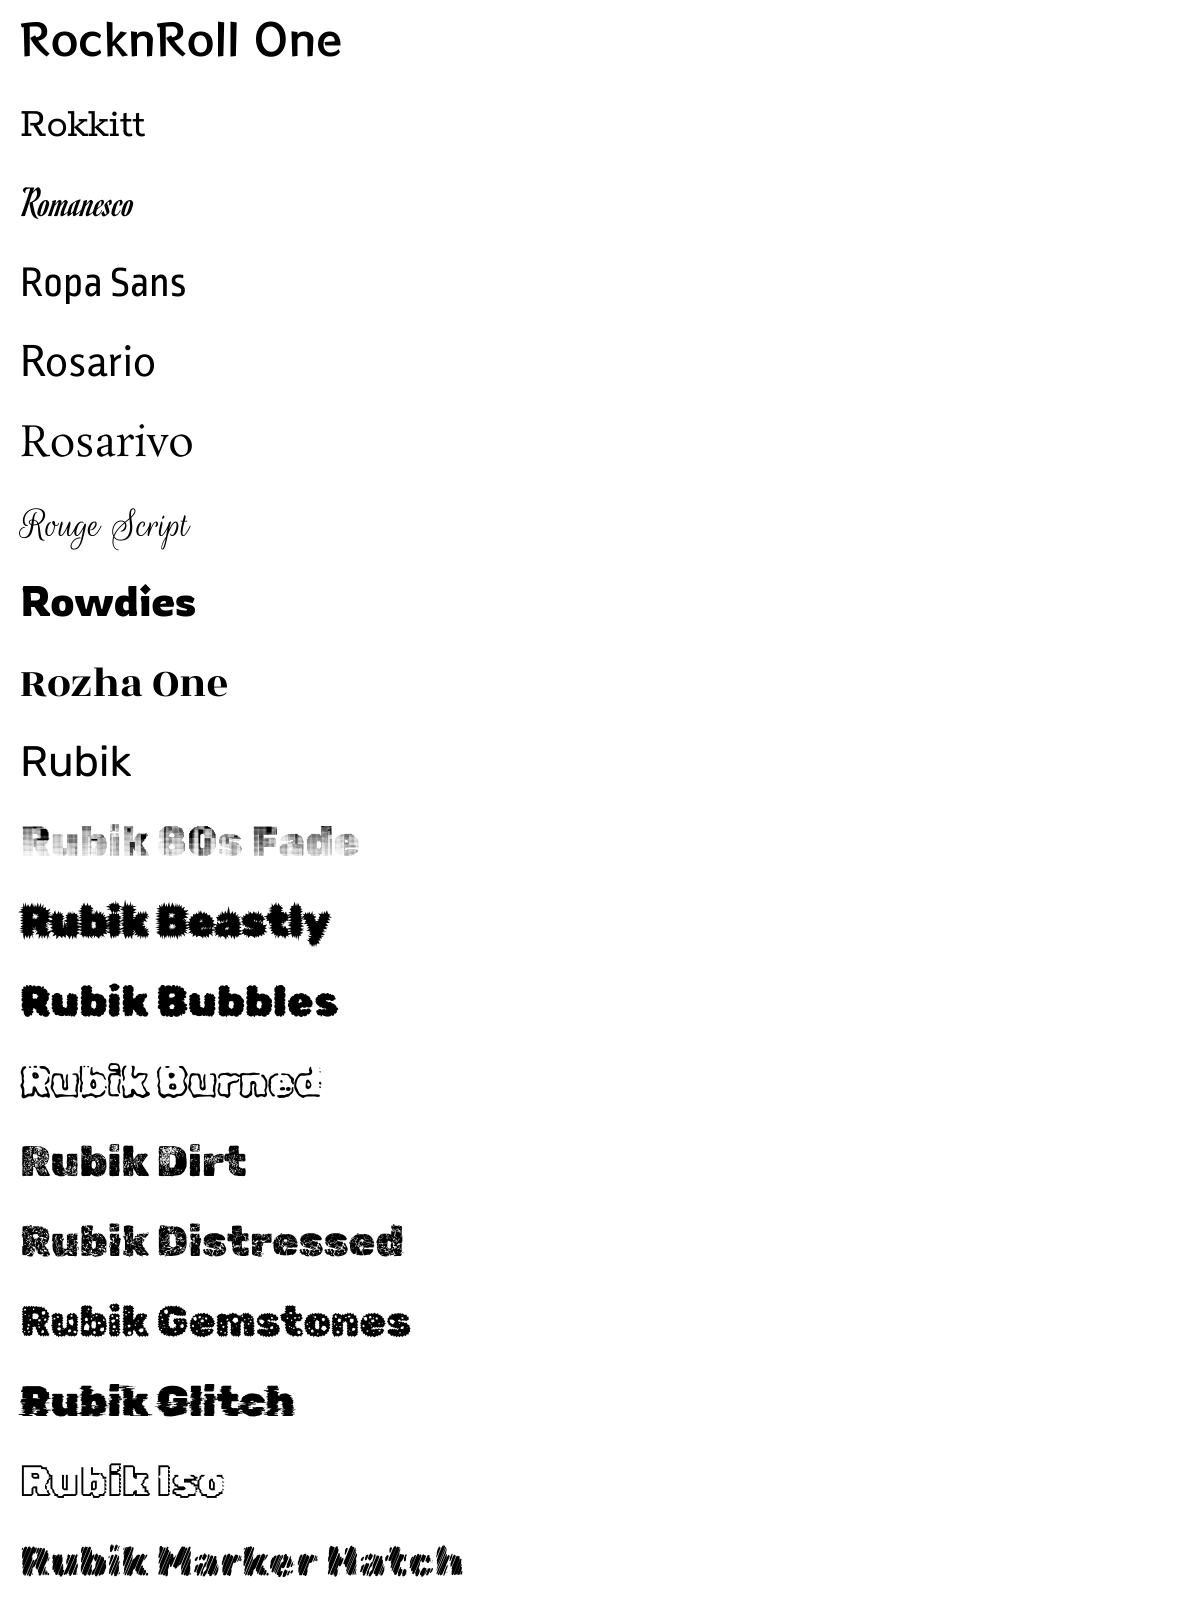 RocknRoll One
Rokkitt
Romanesco
Ropa Sans
Rosario
Rosarivo
Rouge Script
Rowdies
Rozha One
Rubik
Rubik 80s Fade
Rubik Beastly
Rubik Bubbles
Rubik Burned
Rubik Dirt
Rubik Distressed
Rubik Gemstones
Rubik Glitch
Rubik Iso
Rubik Marker Hatch